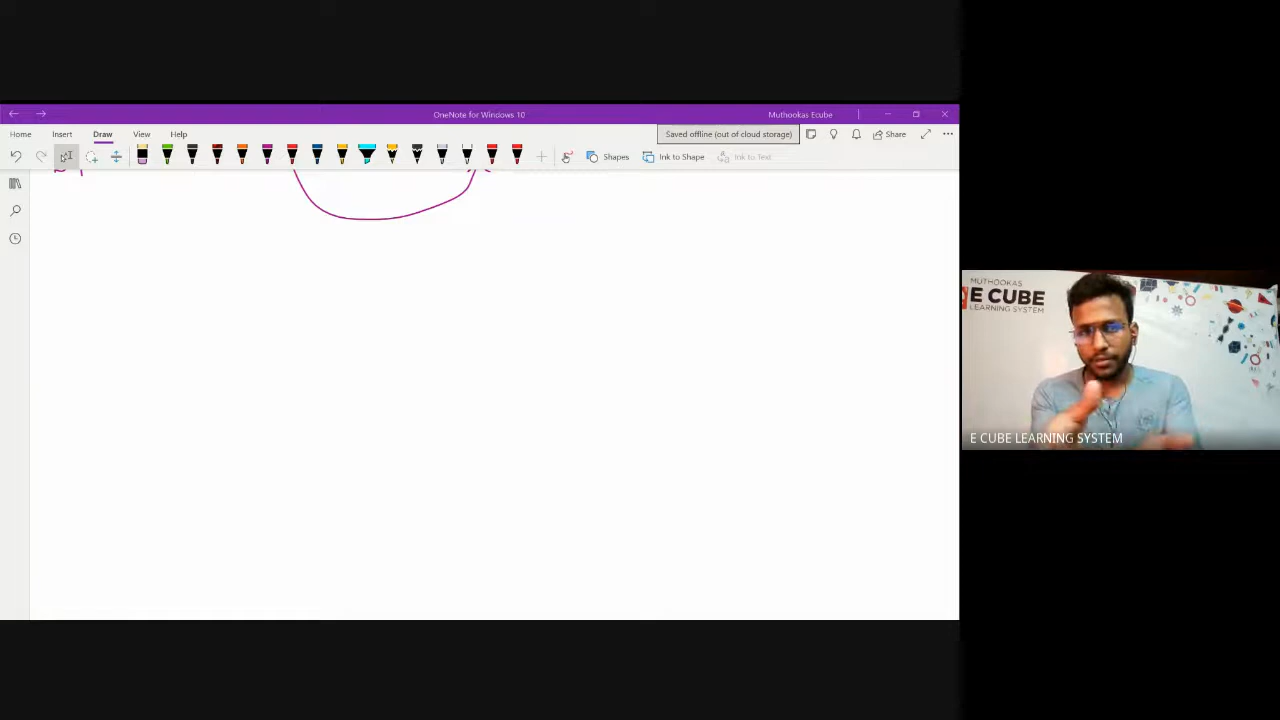 OneNote for Windows 10
Muthookas Ecube
Home
Insert
Draw
View
Help
Saved offline (out of cloud storage)
Share
Shapes
Ink to Shape
Ink to Text
MUTHOOKAS
E CUBE
LEARNING SYSTEM
E CUBE LEARNING SYSTEM